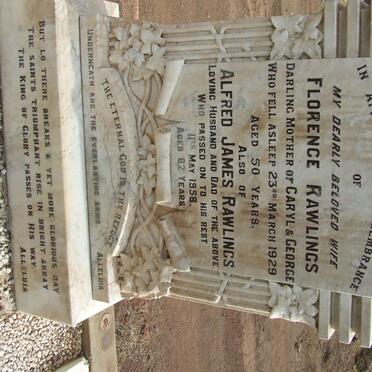 IN
OF
MY DEARLY BELOVED WIFE
FLORENCE RAWLINGS
DARLING MOTHER OF CARYL & GEORGE
WHO FELL ASLEEP 23RD MARCH 1929
AGED 50 YEARS.
ALSO OF
ALFRED JAMES RAWLINGS
LOVING HUSBAND AND DAD OF THE ABOVE
WHO PASSED ON TO HIS REST
11TH MAY 1958.
AGED 82 YEARS.
THE ETERNAL GOD IS THY REFUGE
UNDERNEATH ARE THE EVERLASTING ARMS ALLELUIA
BUT LO THERE BREAKS A YET MORE GLORIOUS DAY
THE SAINTS TRIUMPHANT RISE IN BRIGHT ARRAY
THE KING OF GLORY PASSES ON HIS WAY. ALLELUIA